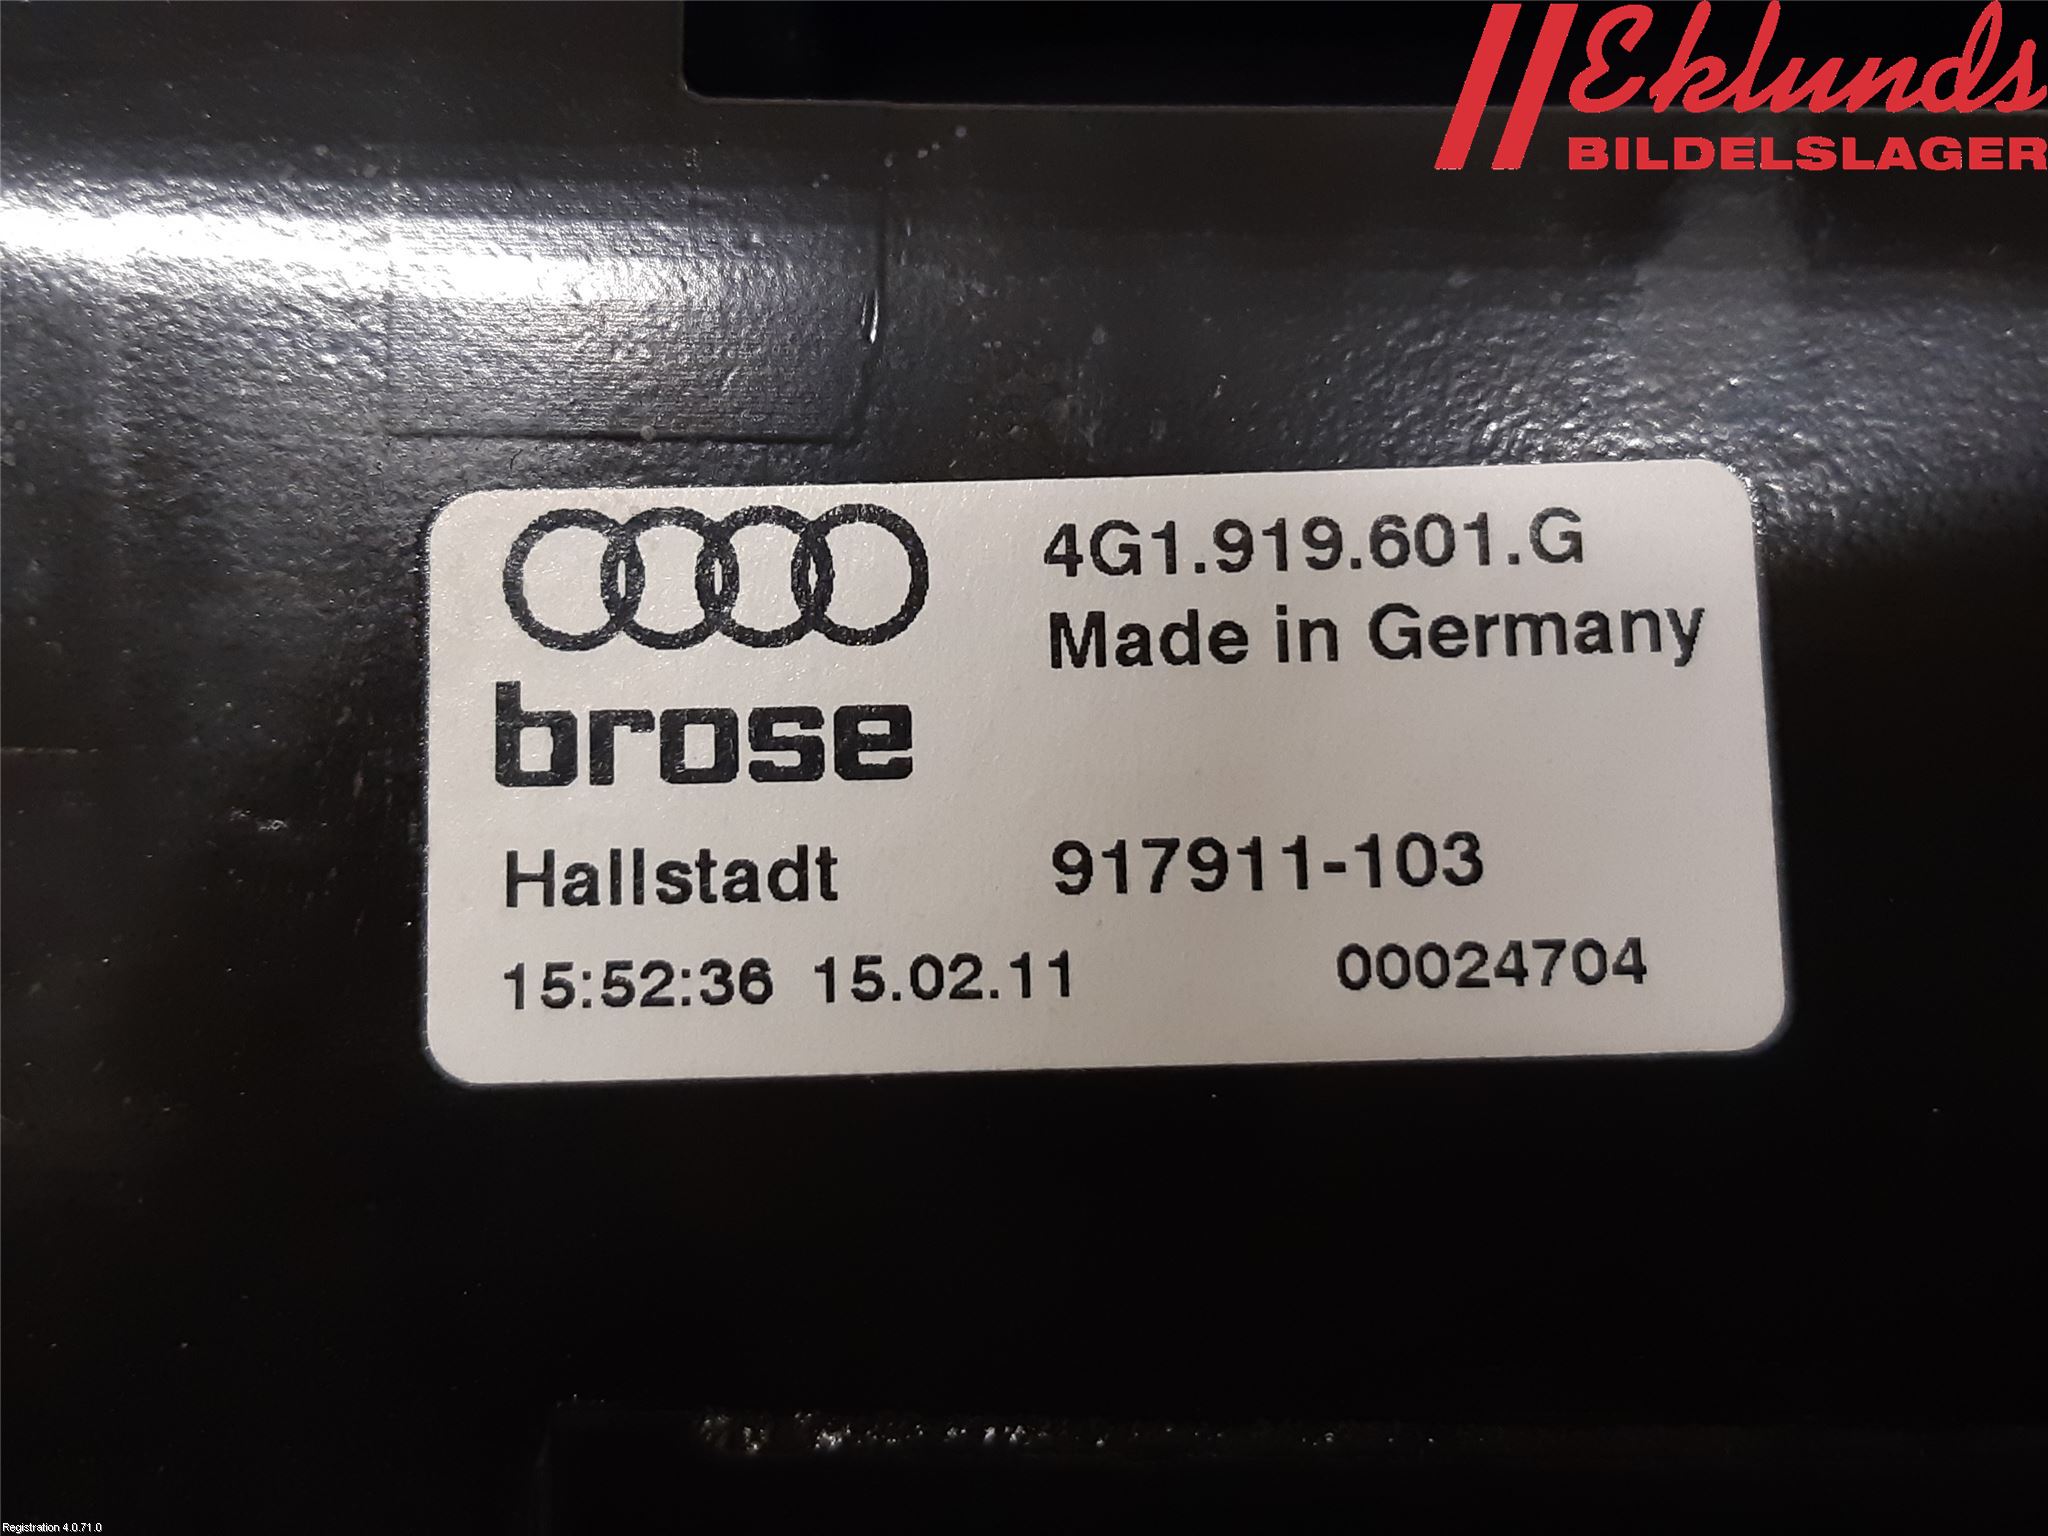 Eklunds
BILDELSLAGER
4G1.919.601.G
Made in Germany
brose
Hallstadt 917911-103
15:52:36 15.02.11 00024704
Registration 4.0.71.0